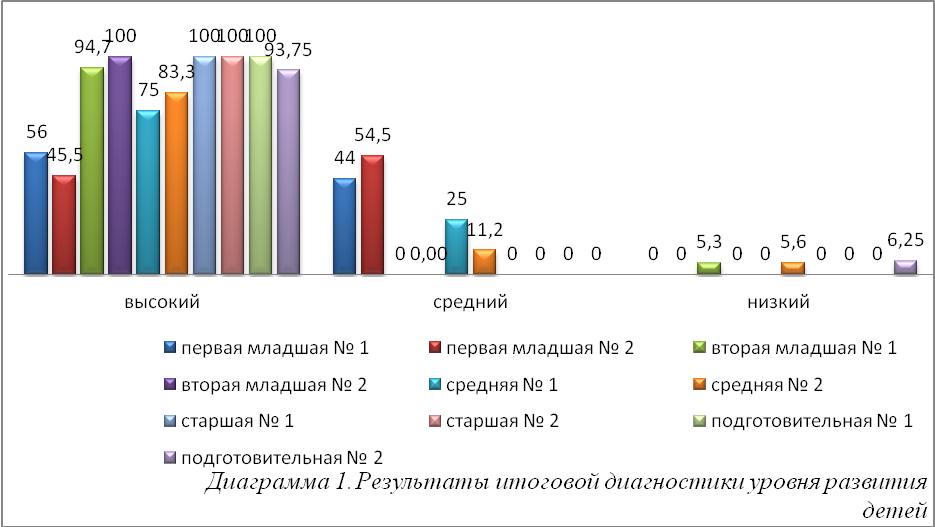 56 45,5 94,7 100 75 83,3 100 100 100 93,75
44 54,5 0 0,00 25 11,2 0 0 0 0
0 0 5,3 0 0 5,6 0 0 0 6,25
высокий средний низкий
первая младшая № 1 первая младшая № 2 вторая младшая № 1
вторая младшая № 2 средняя № 1 средняя № 2
старшая № 1 старшая № 2 подготовительная № 1
подготовительная № 2
Диаграмма 1. Результаты итоговой диагностики уровня развития
детей